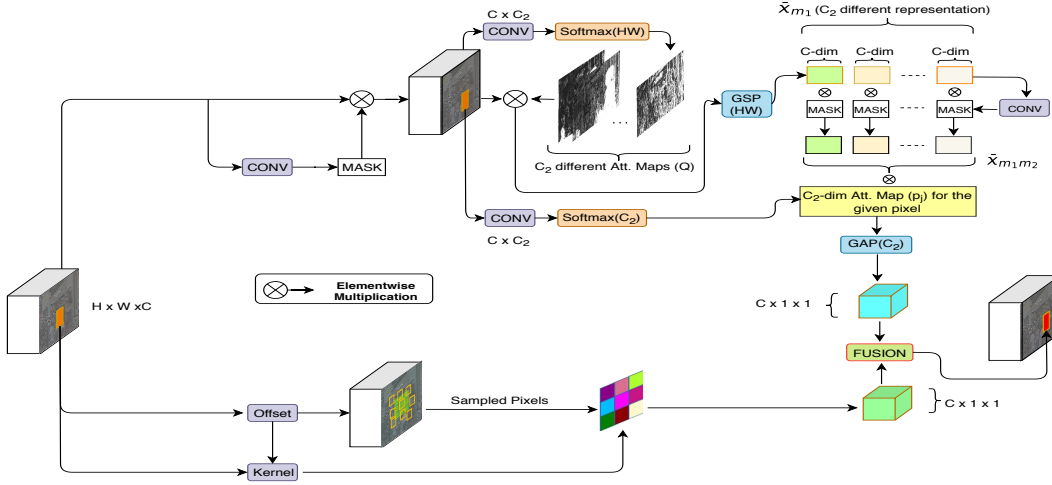 C x C₂
CONV
Softmax(HW)
x̄m₁ (C₂ different representation)
C-dim
C-dim
C-dim
GSP
(HW)
MASK
MASK
MASK
CONV
CONV
MASK
...
C₂ different Att. Maps (Q)
x̄m₁m₂
CONV
Softmax(C₂)
C x C₂
C₂-dim Att. Map (pⱼ) for the
given pixel
GAP(C₂)
H x W xC
Elementwise
Multiplication
C x 1 x 1
FUSION
Offset
Sampled Pixels
C x 1 x 1
Kernel